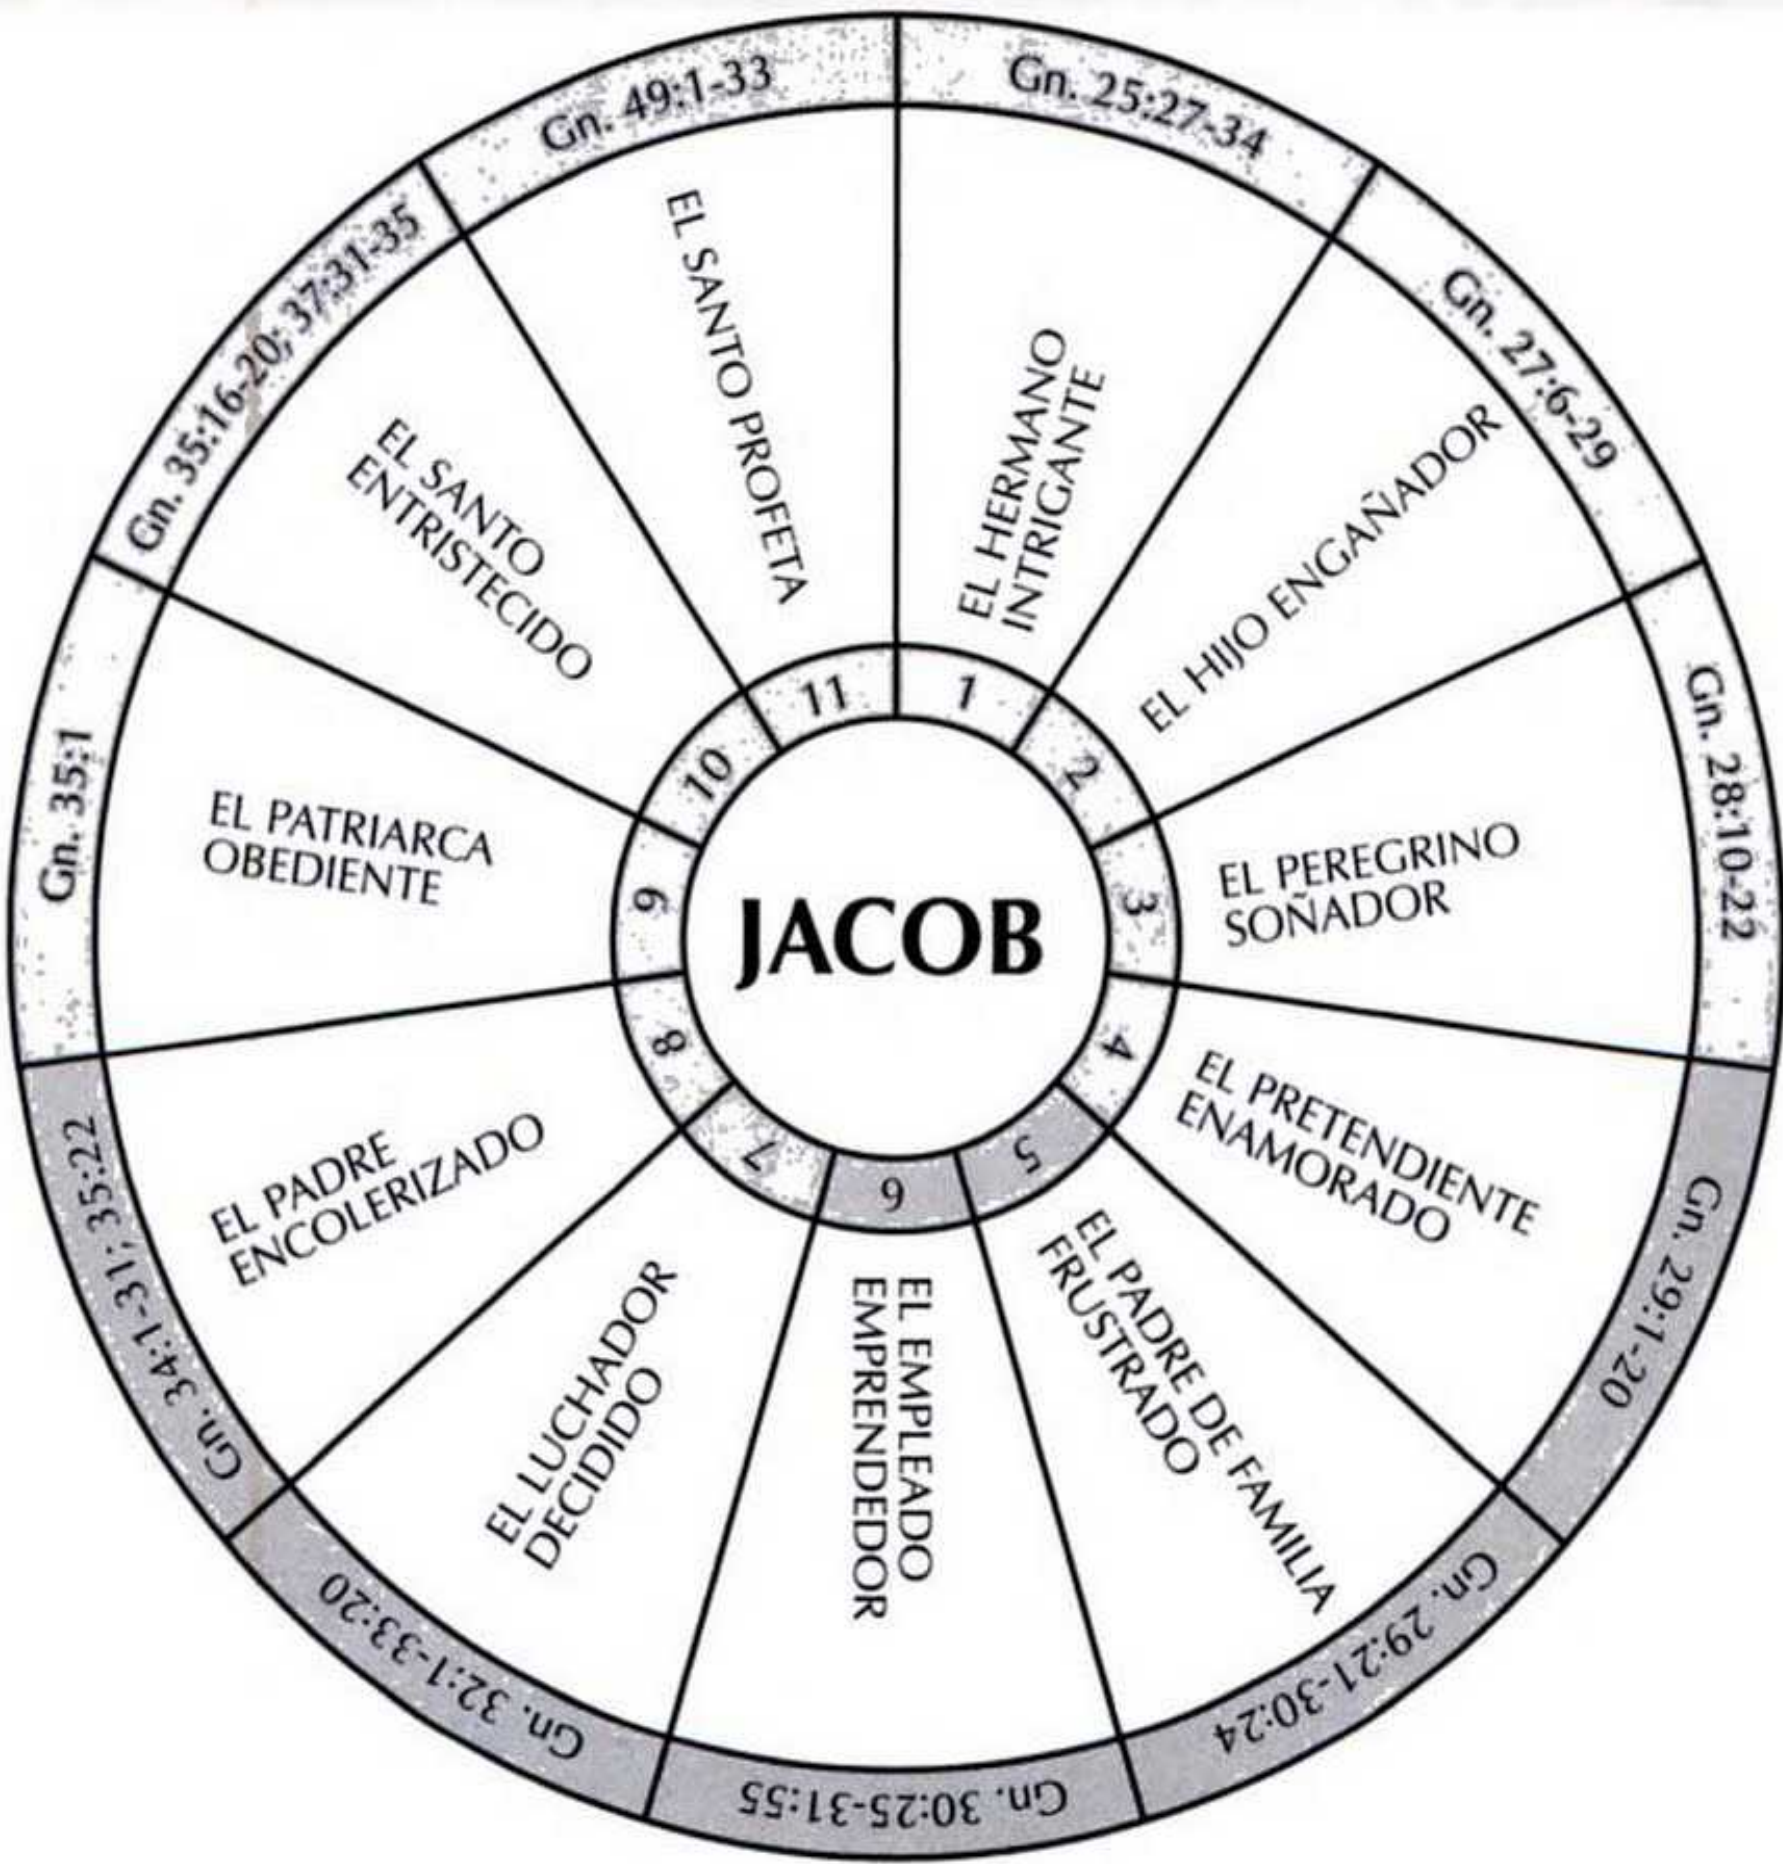 JACOB
1
EL HERMANO
INTRIGANTE
Gn. 25:27-34
2
EL HIJO ENGAÑADOR
Gn. 27:6-29
3
EL PEREGRINO
SOÑADOR
Gn. 28:10-22
4
EL PRETENDIENTE
ENAMORADO
Gn. 29:1-20
5
EL PADRE DE FAMILIA
FRUSTRADO
Gn. 29:21-30:24
6
EL EMPLEADO
EMPRENDEDOR
Gn. 30:25-31:55
7
EL LUCHADOR
DECIDIDO
Gn. 32:1-33:20
8
EL PADRE
ENCOLERIZADO
Gn. 34:1-31; 35:22
9
EL PATRIARCA
OBEDIENTE
Gn. 35:1
10
EL SANTO
ENTRISTECIDO
Gn. 35:16-20; 37:31-35
11
EL SANTO PROFETA
Gn. 49:1-33